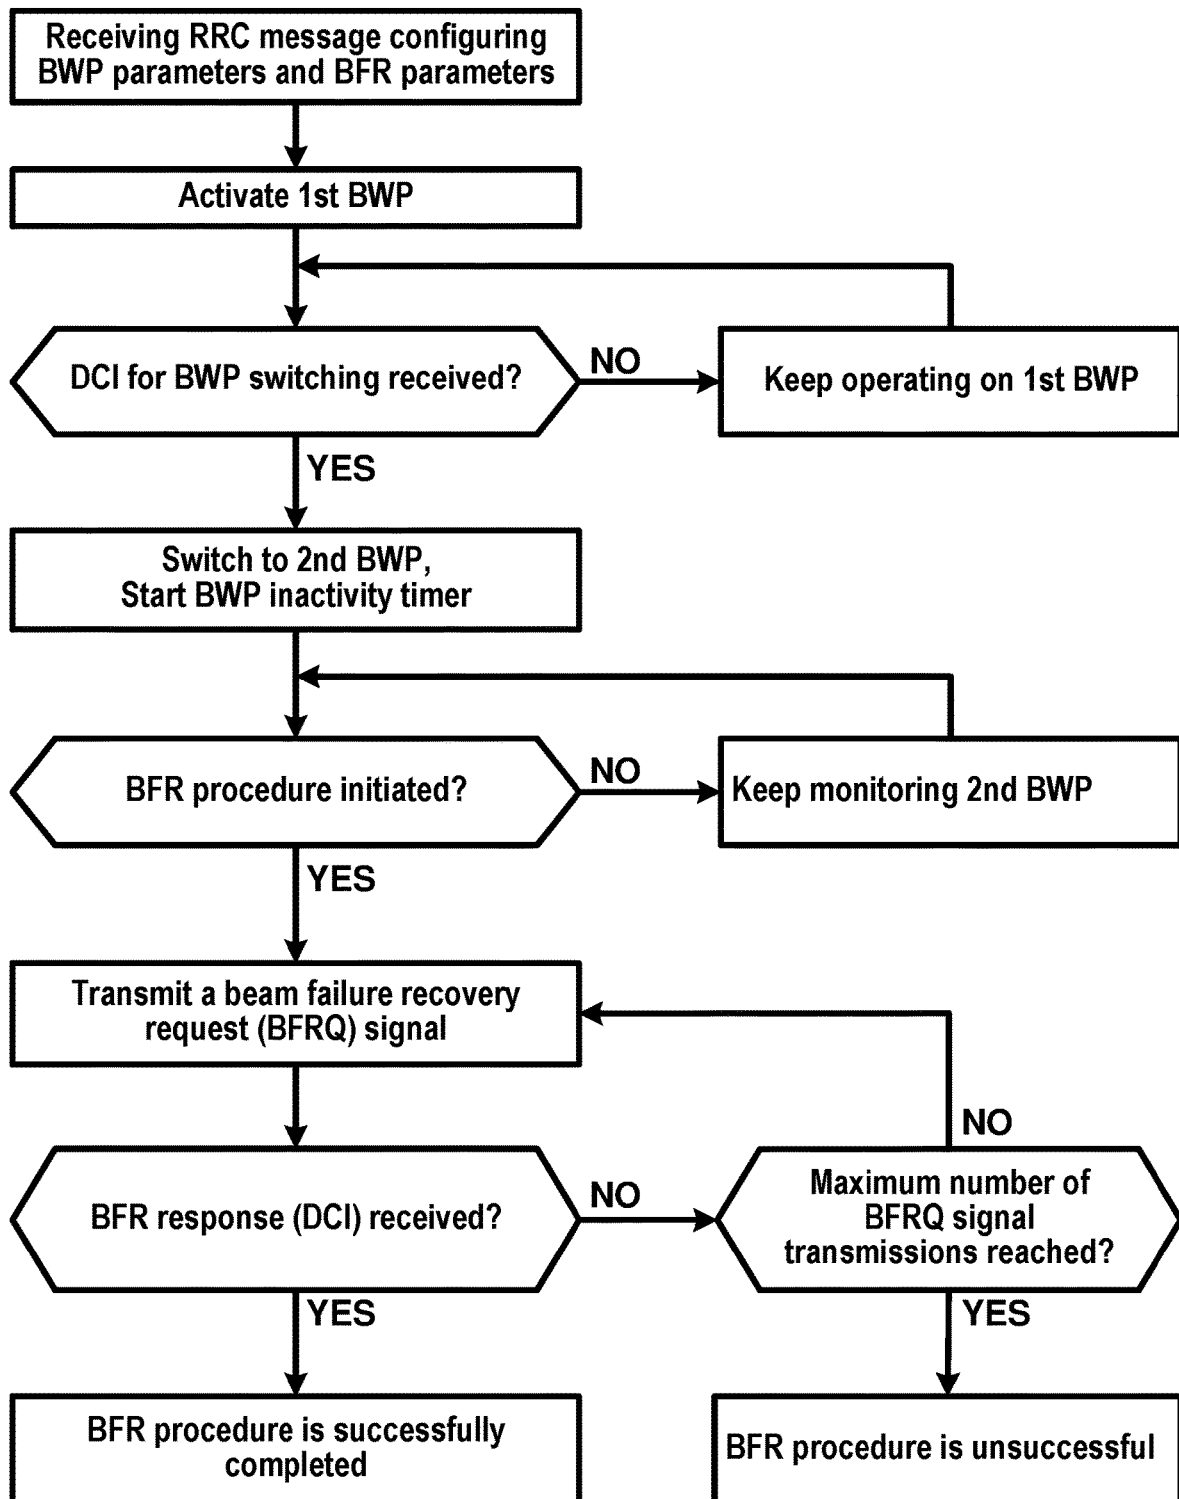 Receiving RRC message configuring
BWP parameters and BFR parameters
Activate 1st BWP
DCI for BWP switching received?
NO
Keep operating on 1st BWP
YES
Switch to 2nd BWP,
Start BWP inactivity timer
BFR procedure initiated?
NO
Keep monitoring 2nd BWP
YES
Transmit a beam failure recovery
request (BFRQ) signal
NO
BFR response (DCI) received?
NO
Maximum number of
BFRQ signal
transmissions reached?
YES
YES
BFR procedure is successfully
completed
BFR procedure is unsuccessful